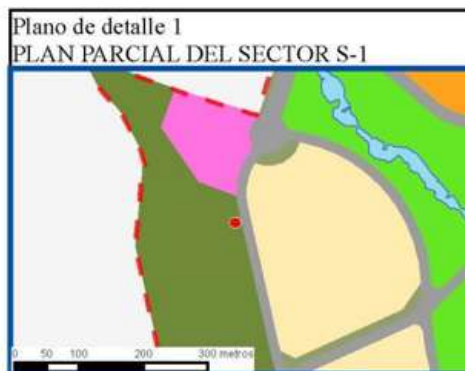 Plano de detalle 1
PLAN PARCIAL DEL SECTOR S-1
0 50 100 200 300 metros